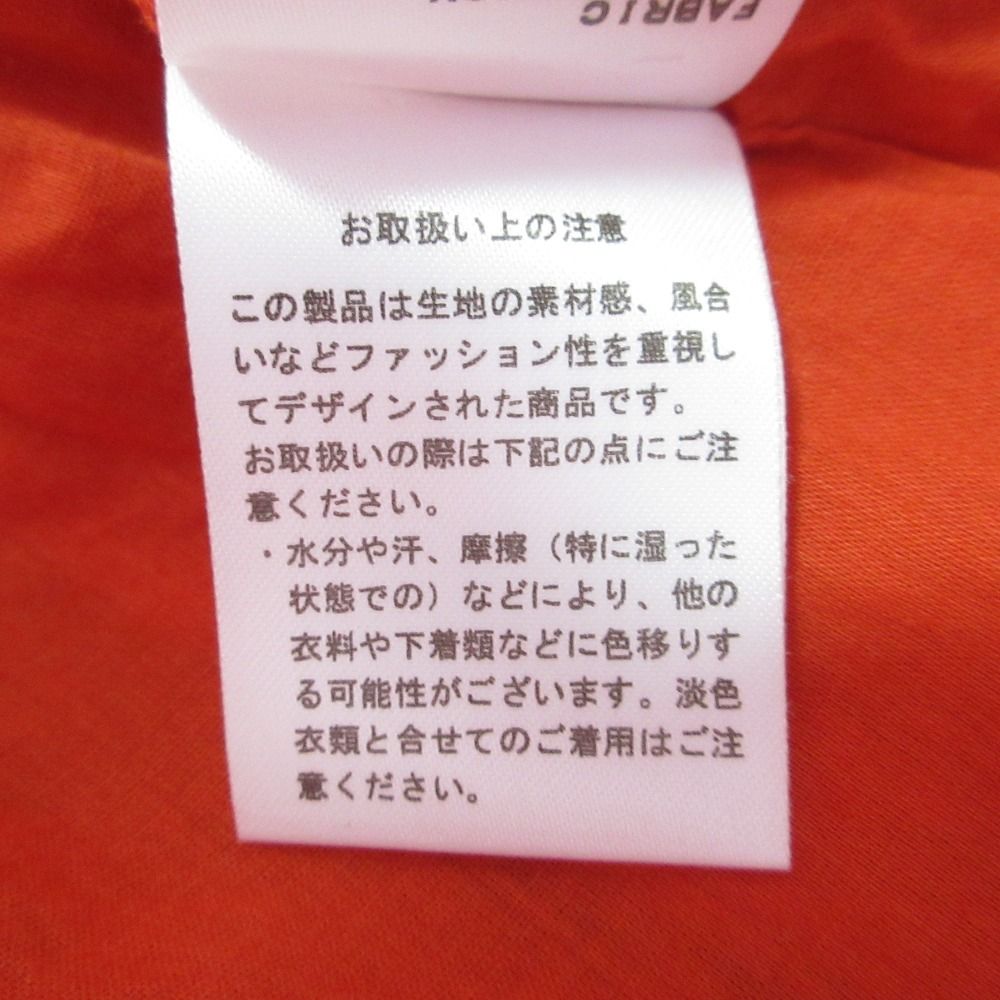 FABRIC
お取扱い上の注意
この製品は生地の素材感、風合
いなどファッション性を重視し
てデザインされた商品です。
お取扱いの際は下記の点にご注
意ください。
・水分や汗、摩擦（特に湿った
状態での）などにより、他の
衣料や下着類などに色移りす
る可能性がございます。淡色
衣類と合せてのご着用はご注
意ください。